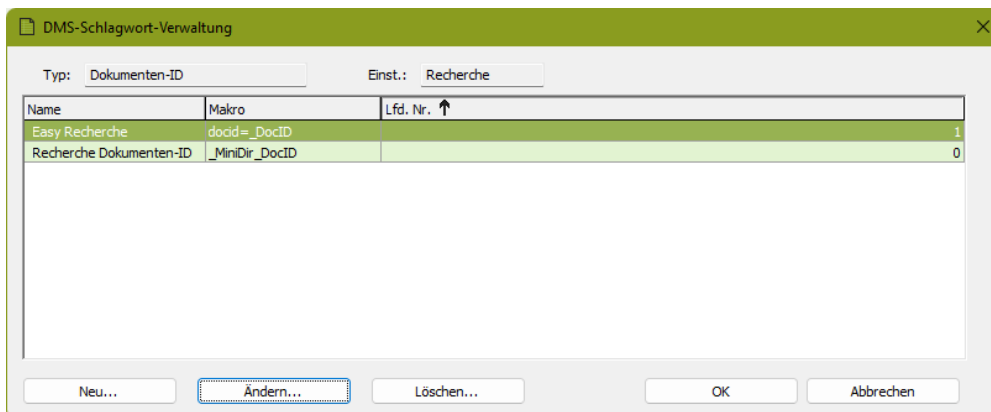 DMS-Schlagwort-Verwaltung
Typ: Dokumenten-ID Einst.: Recherche
Name Makro Lfd. Nr.
Easy Recherche docid=_DocID 1
Recherche Dokumenten-ID _MiniDir_DocID 0
Neu... Ändern... Löschen... OK Abbrechen